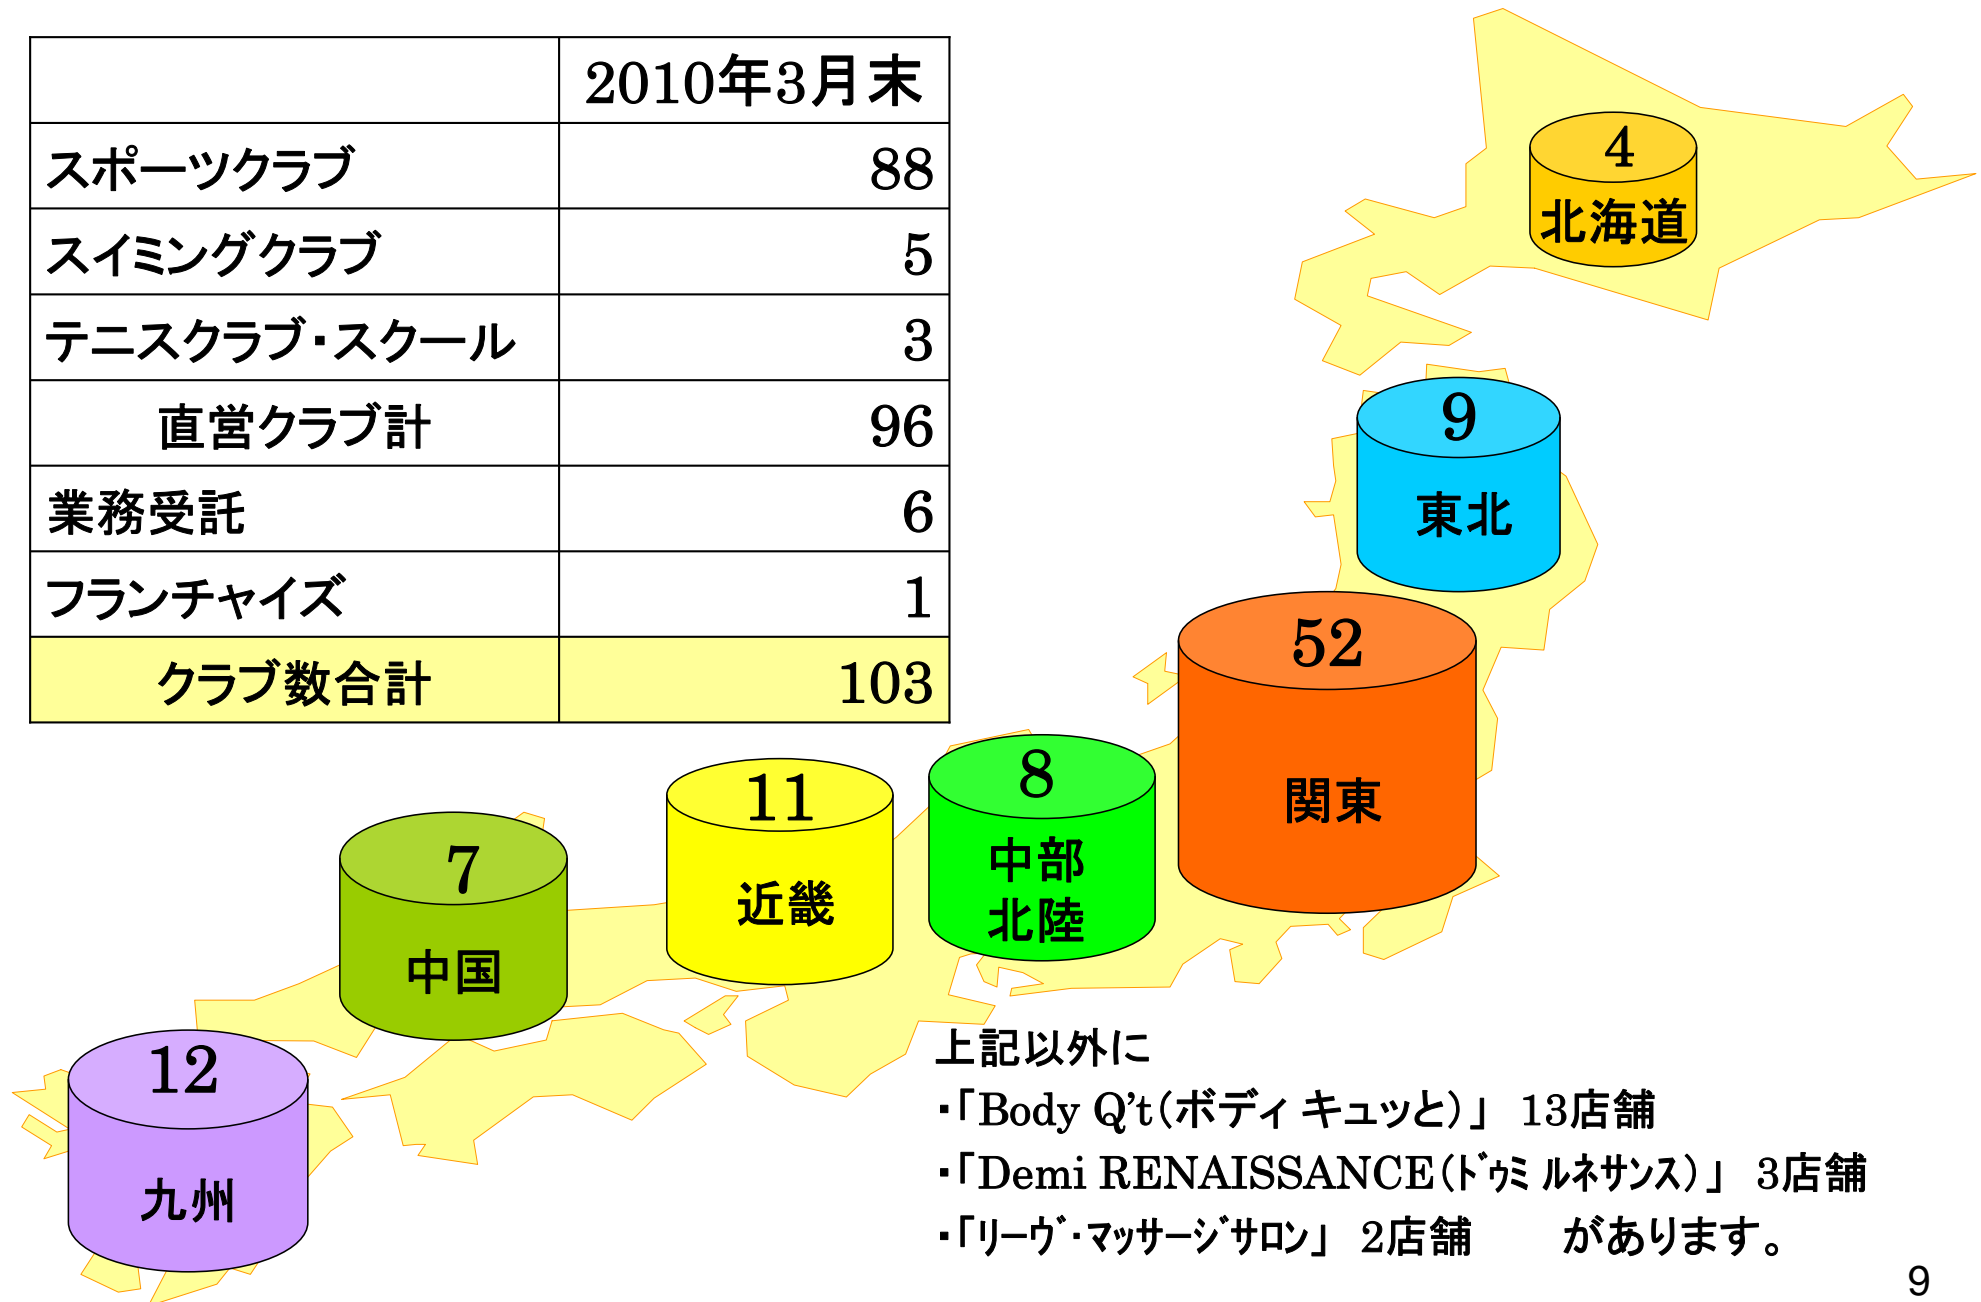 2010年3月末
スポーツクラブ 88
スイミングクラブ 5
テニスクラブ・スクール 3
直営クラブ計 96
業務受託 6
フランチャイズ 1
クラブ数合計 103
4
北海道
9
東北
52
関東
8
中部
北陸
11
近畿
7
中国
12
九州
上記以外に
・「Body Q’t（ボディ キュッと）」 13店舗
・「Demi RENAISSANCE（ドゥミ ルネサンス）」 3店舗
・「リーヴ・マッサージサロン」 2店舗 があります。
9